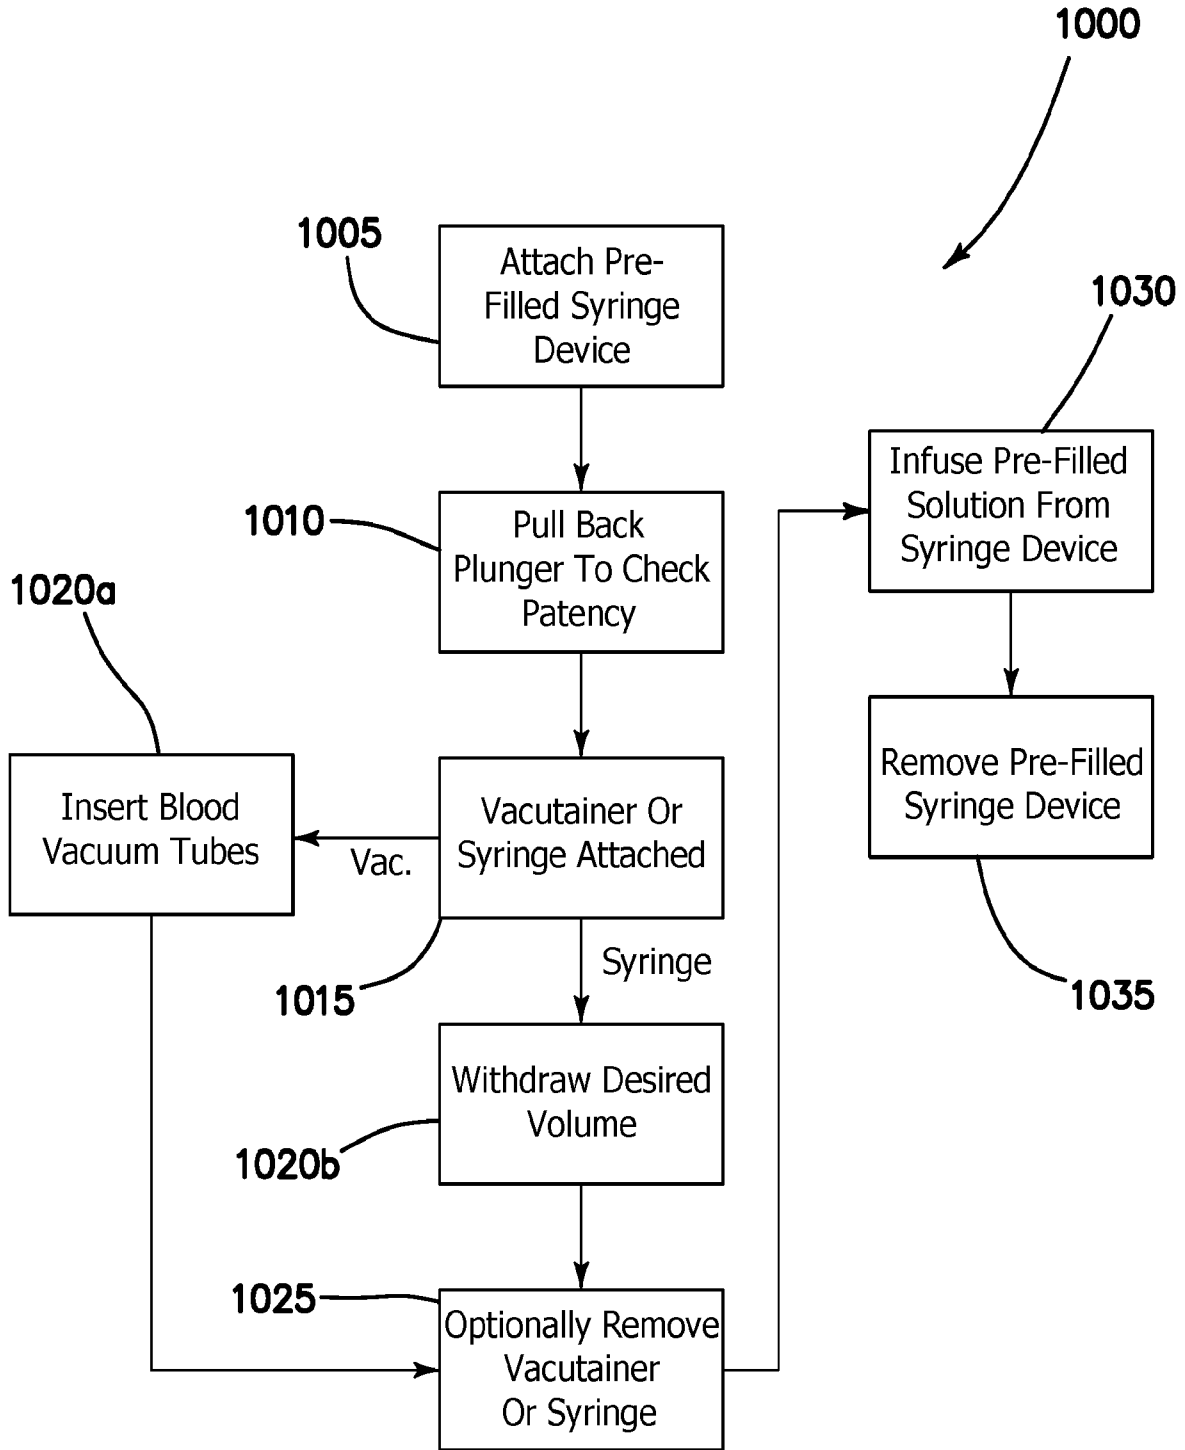 1000
1005
Attach Pre-
Filled Syringe
Device
1030
Infuse Pre-Filled
Solution From
Syringe Device
1010
Pull Back
Plunger To Check
Patency
1020a
Remove Pre-Filled
Syringe Device
Insert Blood
Vacuum Tubes
Vac.
Vacutainer Or
Syringe Attached
Syringe
1015
1035
Withdraw Desired
Volume
1020b
1025
Optionally Remove
Vacutainer
Or Syringe